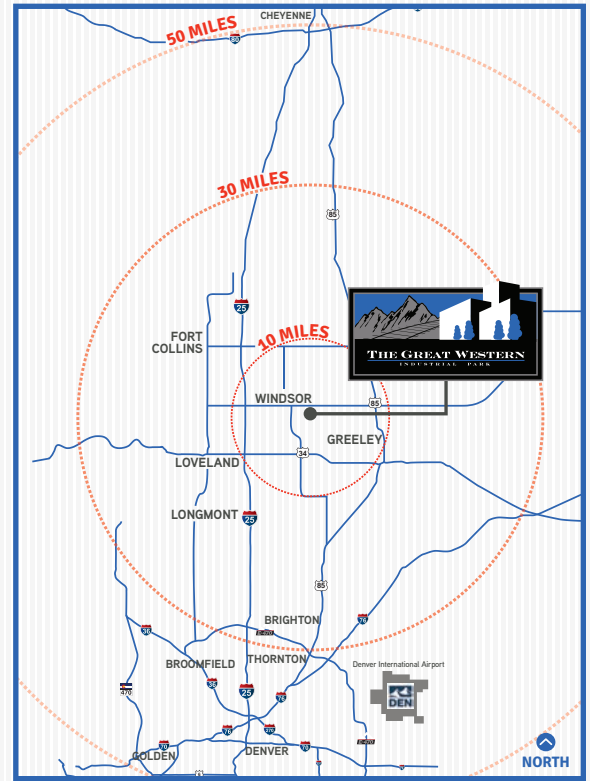 CHEYENNE
50 MILES
80
30 MILES
85
25
10 MILES
FORT
COLLINS
THE GREAT WESTERN
INDUSTRIAL PARK
WINDSOR
85
GREELEY
34
LOVELAND
LONGMONT
25
85
BRIGHTON
76
E-470
36
BROOMFIELD
THORNTON
Denver International Airport
DEN
470
36
25
76
76
270
70
GOLDEN
DENVER
70
E-470
NORTH